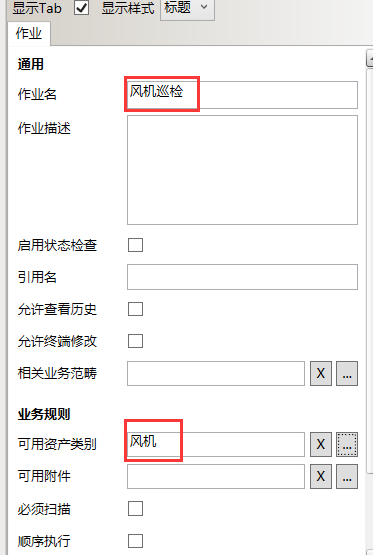 显示Tab 显示样式 标题
作业
通用
作业名 风机巡检
作业描述
启用状态检查
引用名
允许查看历史
允许终端修改
相关业务范畴 X ...
业务规则
可用资产类别 风机 X ...
可用附件 X ...
必须扫描
顺序执行